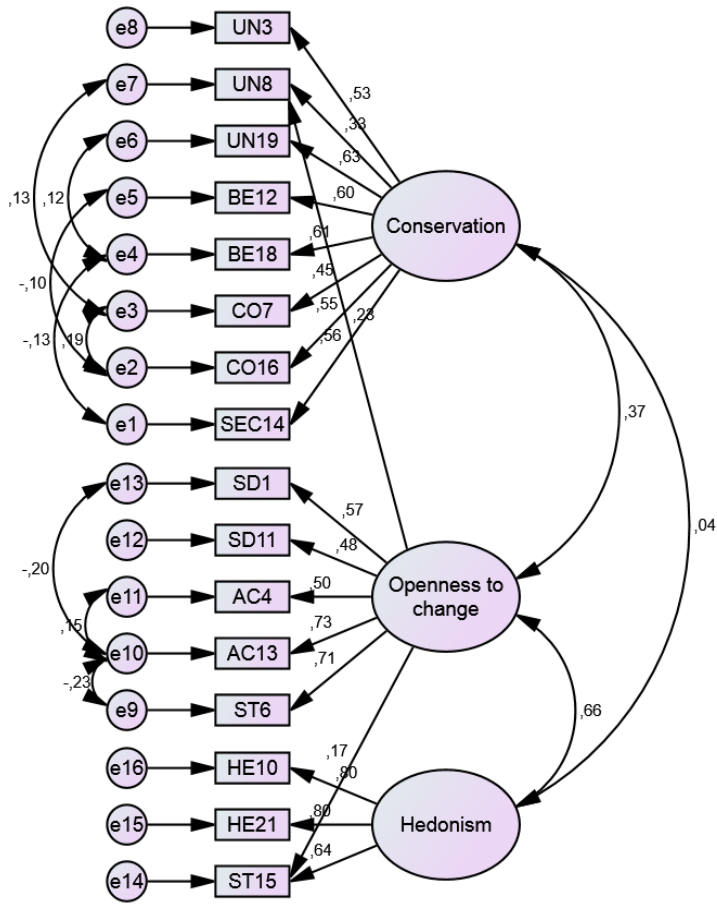 e8 UN3
,53
e7 UN8
,33
e6 UN19
,63
,13 ,12 e5 BE12
,60
Conservation
,61
e4 BE18
,45
-,10
e3 CO7
,55 ,23
-,13 ,19
,56
e2 CO16
,37
e1 SEC14
e13 SD1
,57
,04
e12 SD11
,48
-,20
,50
e11 AC4
Openness to
change
,15
,73
e10 AC13
,71
-,23
e9 ST6
,66
,17
e16 HE10
,80
,80
e15 HE21
Hedonism
,64
e14 ST15